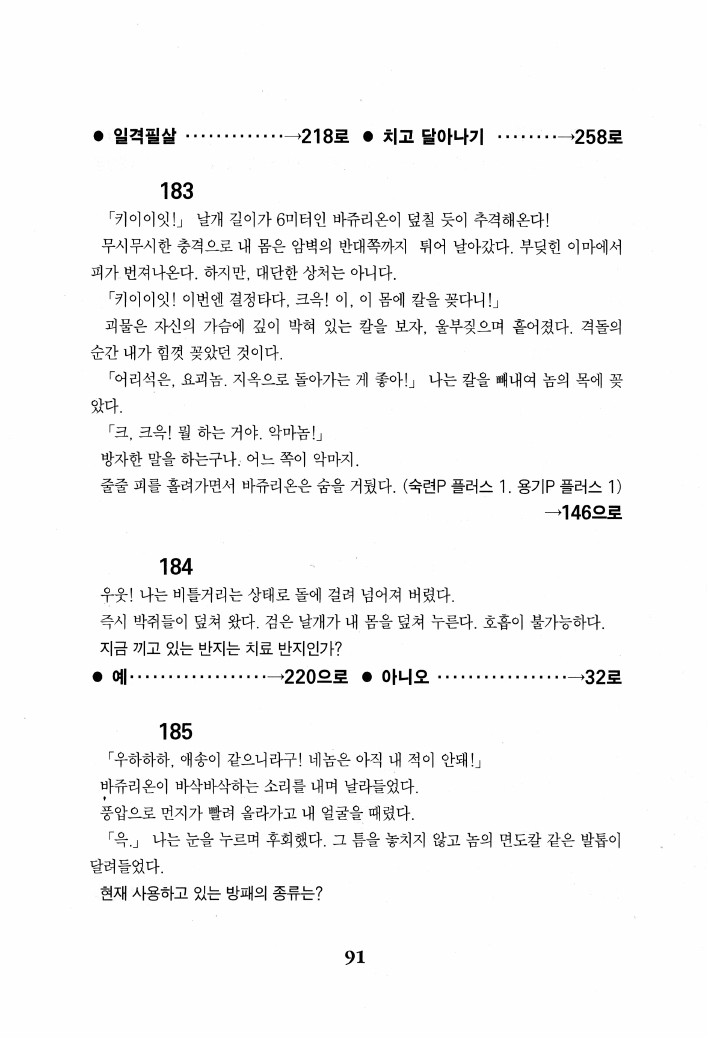 ● 일격필살 ·············→218로 ● 치고 달아나기 ········→258로
183
「키이이잇!」 날개 길이가 6미터인 바쥬리온이 덮칠 듯이 추격해온다!
무시무시한 충격으로 내 몸은 암벽의 반대쪽까지 튀어 날아갔다. 부딪힌 이마에서
피가 번져나온다. 하지만, 대단한 상처는 아니다.
「키이이잇! 이번엔 결정타다, 크윽! 이, 이 몸에 칼을 꽂다니!」
괴물은 자신의 가슴에 깊이 박혀 있는 칼을 보자, 울부짖으며 흩어졌다. 격돌의
순간 내가 힘껏 꽂았던 것이다.
「어리석은, 요괴놈. 지옥으로 돌아가는 게 좋아!」 나는 칼을 빼내여 놈의 목에 꽂
았다.
「크, 크윽! 뭘 하는 거야. 악마놈!」
방자한 말을 하는구나. 어느 쪽이 악마지.
줄줄 피를 흘려가면서 바쥬리온은 숨을 거뒀다. (숙련P 플러스 1. 용기P 플러스 1)
→146으로
184
우웃! 나는 비틀거리는 상태로 돌에 걸려 넘어져 버렸다.
즉시 박쥐들이 덮쳐 왔다. 검은 날개가 내 몸을 덮쳐 누른다. 호흡이 불가능하다.
지금 끼고 있는 반지는 치료 반지인가?
● 예··················→220으로 ● 아니오 ·················→32로
185
「우하하하, 애송이 같으니라구! 네놈은 아직 내 적이 안돼!」
바쥬리온이 바삭바삭하는 소리를 내며 날라들었다.
풍압으로 먼지가 빨려 올라가고 내 얼굴을 때렸다.
「윽.」 나는 눈을 누르며 후회했다. 그 틈을 놓치지 않고 놈의 면도칼 같은 발톱이
달려들었다.
현재 사용하고 있는 방패의 종류는?
91